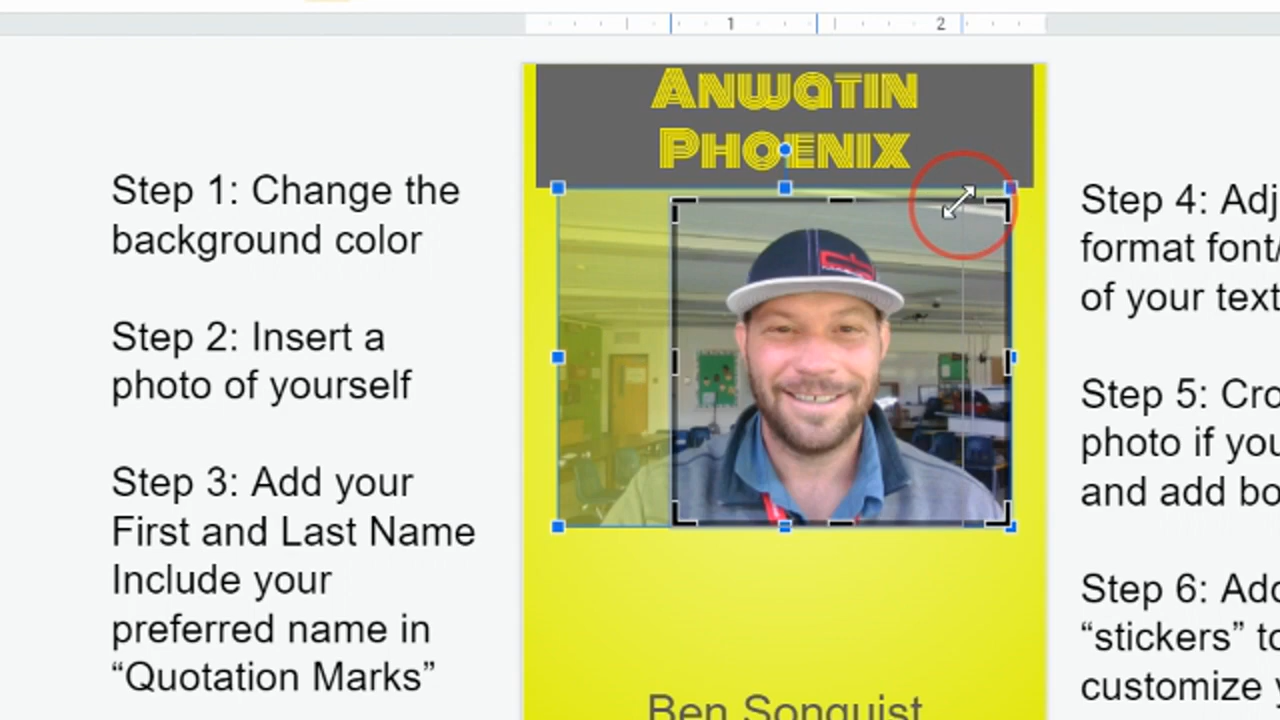 1
2
Anwatin
Phoenix
Step 1: Change the
background color
Step 2: Insert a
photo of yourself
Step 3: Add your
First and Last Name
Include your
preferred name in
“Quotation Marks”
Ben Sonquist
Step 4: Adj
format font/
of your text
Step 5: Cro
photo if you
and add bo
Step 6: Add
“stickers” to
customize y